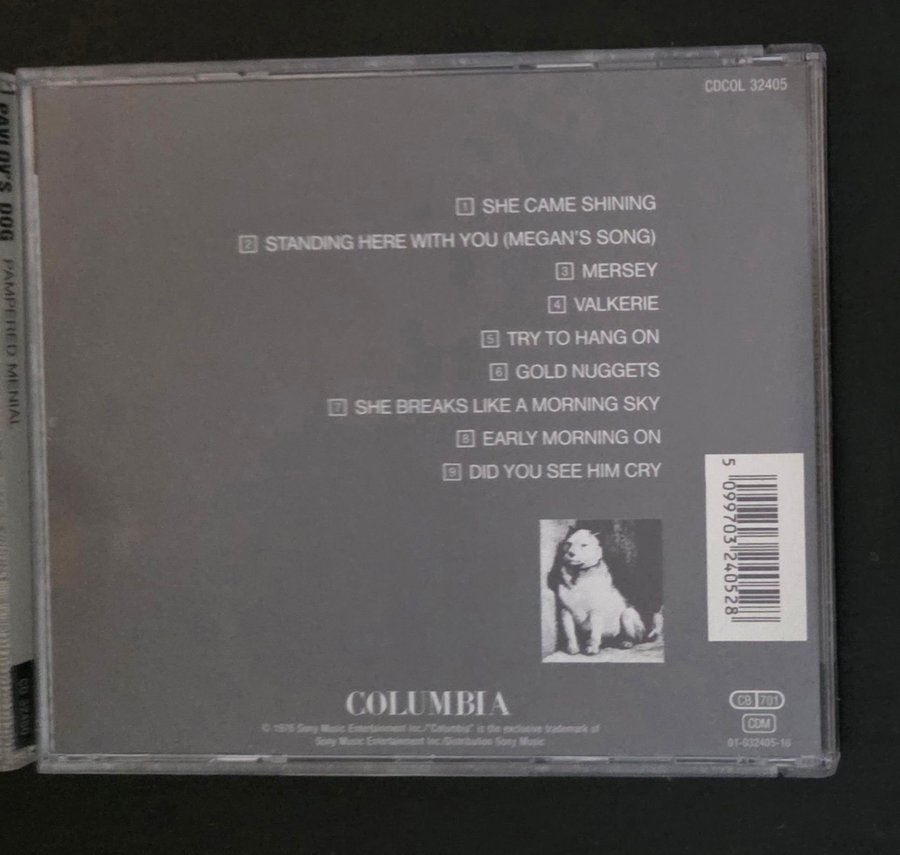 PAVLOV'S DOG PAMPERED MENIAL
CDCOL 32405
1 SHE CAME SHINING
2 STANDING HERE WITH YOU (MEGAN'S SONG)
3 MERSEY
4 VALKERIE
5 TRY TO HANG ON
6 GOLD NUGGETS
7 SHE BREAKS LIKE A MORNING SKY
8 EARLY MORNING ON
9 DID YOU SEE HIM CRY
5 099703 240528
COLUMBIA
© 1976 Sony Music Entertainment Inc./"Columbia" is the exclusive trademark of
Sony Music Entertainment Inc./Distribution Sony Music
CB 701
CDM
01-032405-10